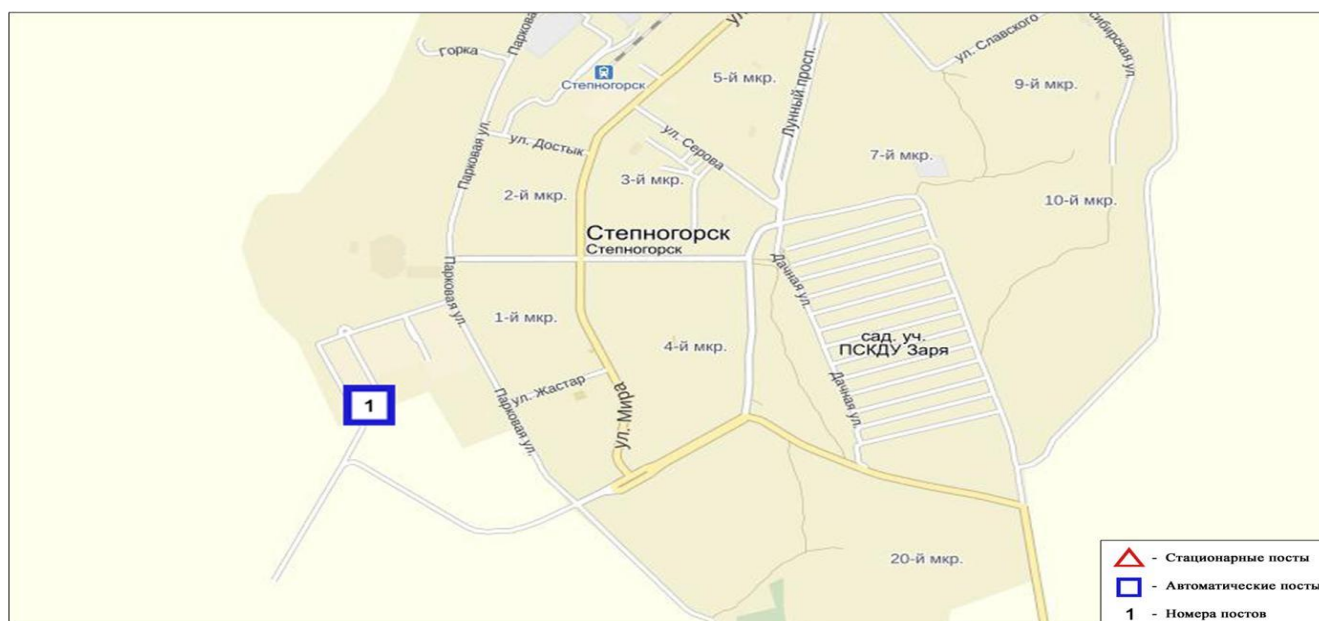 Горка
Парковая
Степногорск
ул.
5-й мкр.
Лунный просп.
ул. Славского
9-й мкр.
ул. Достык
Парковая ул.
2-й мкр.
ул. Серова
3-й мкр.
7-й мкр.
10-й мкр.
Степногорск
Степногорск
Парковая ул.
Дачная ул.
1-й мкр.
4-й мкр.
сад. уч.
ПСКДУ Заря
ул. Жастар
ул. Мира
Парковая ул.
Дачная ул.
1
20-й мкр.
- Стационарные посты
- Автоматические посты
1 - Номера постов